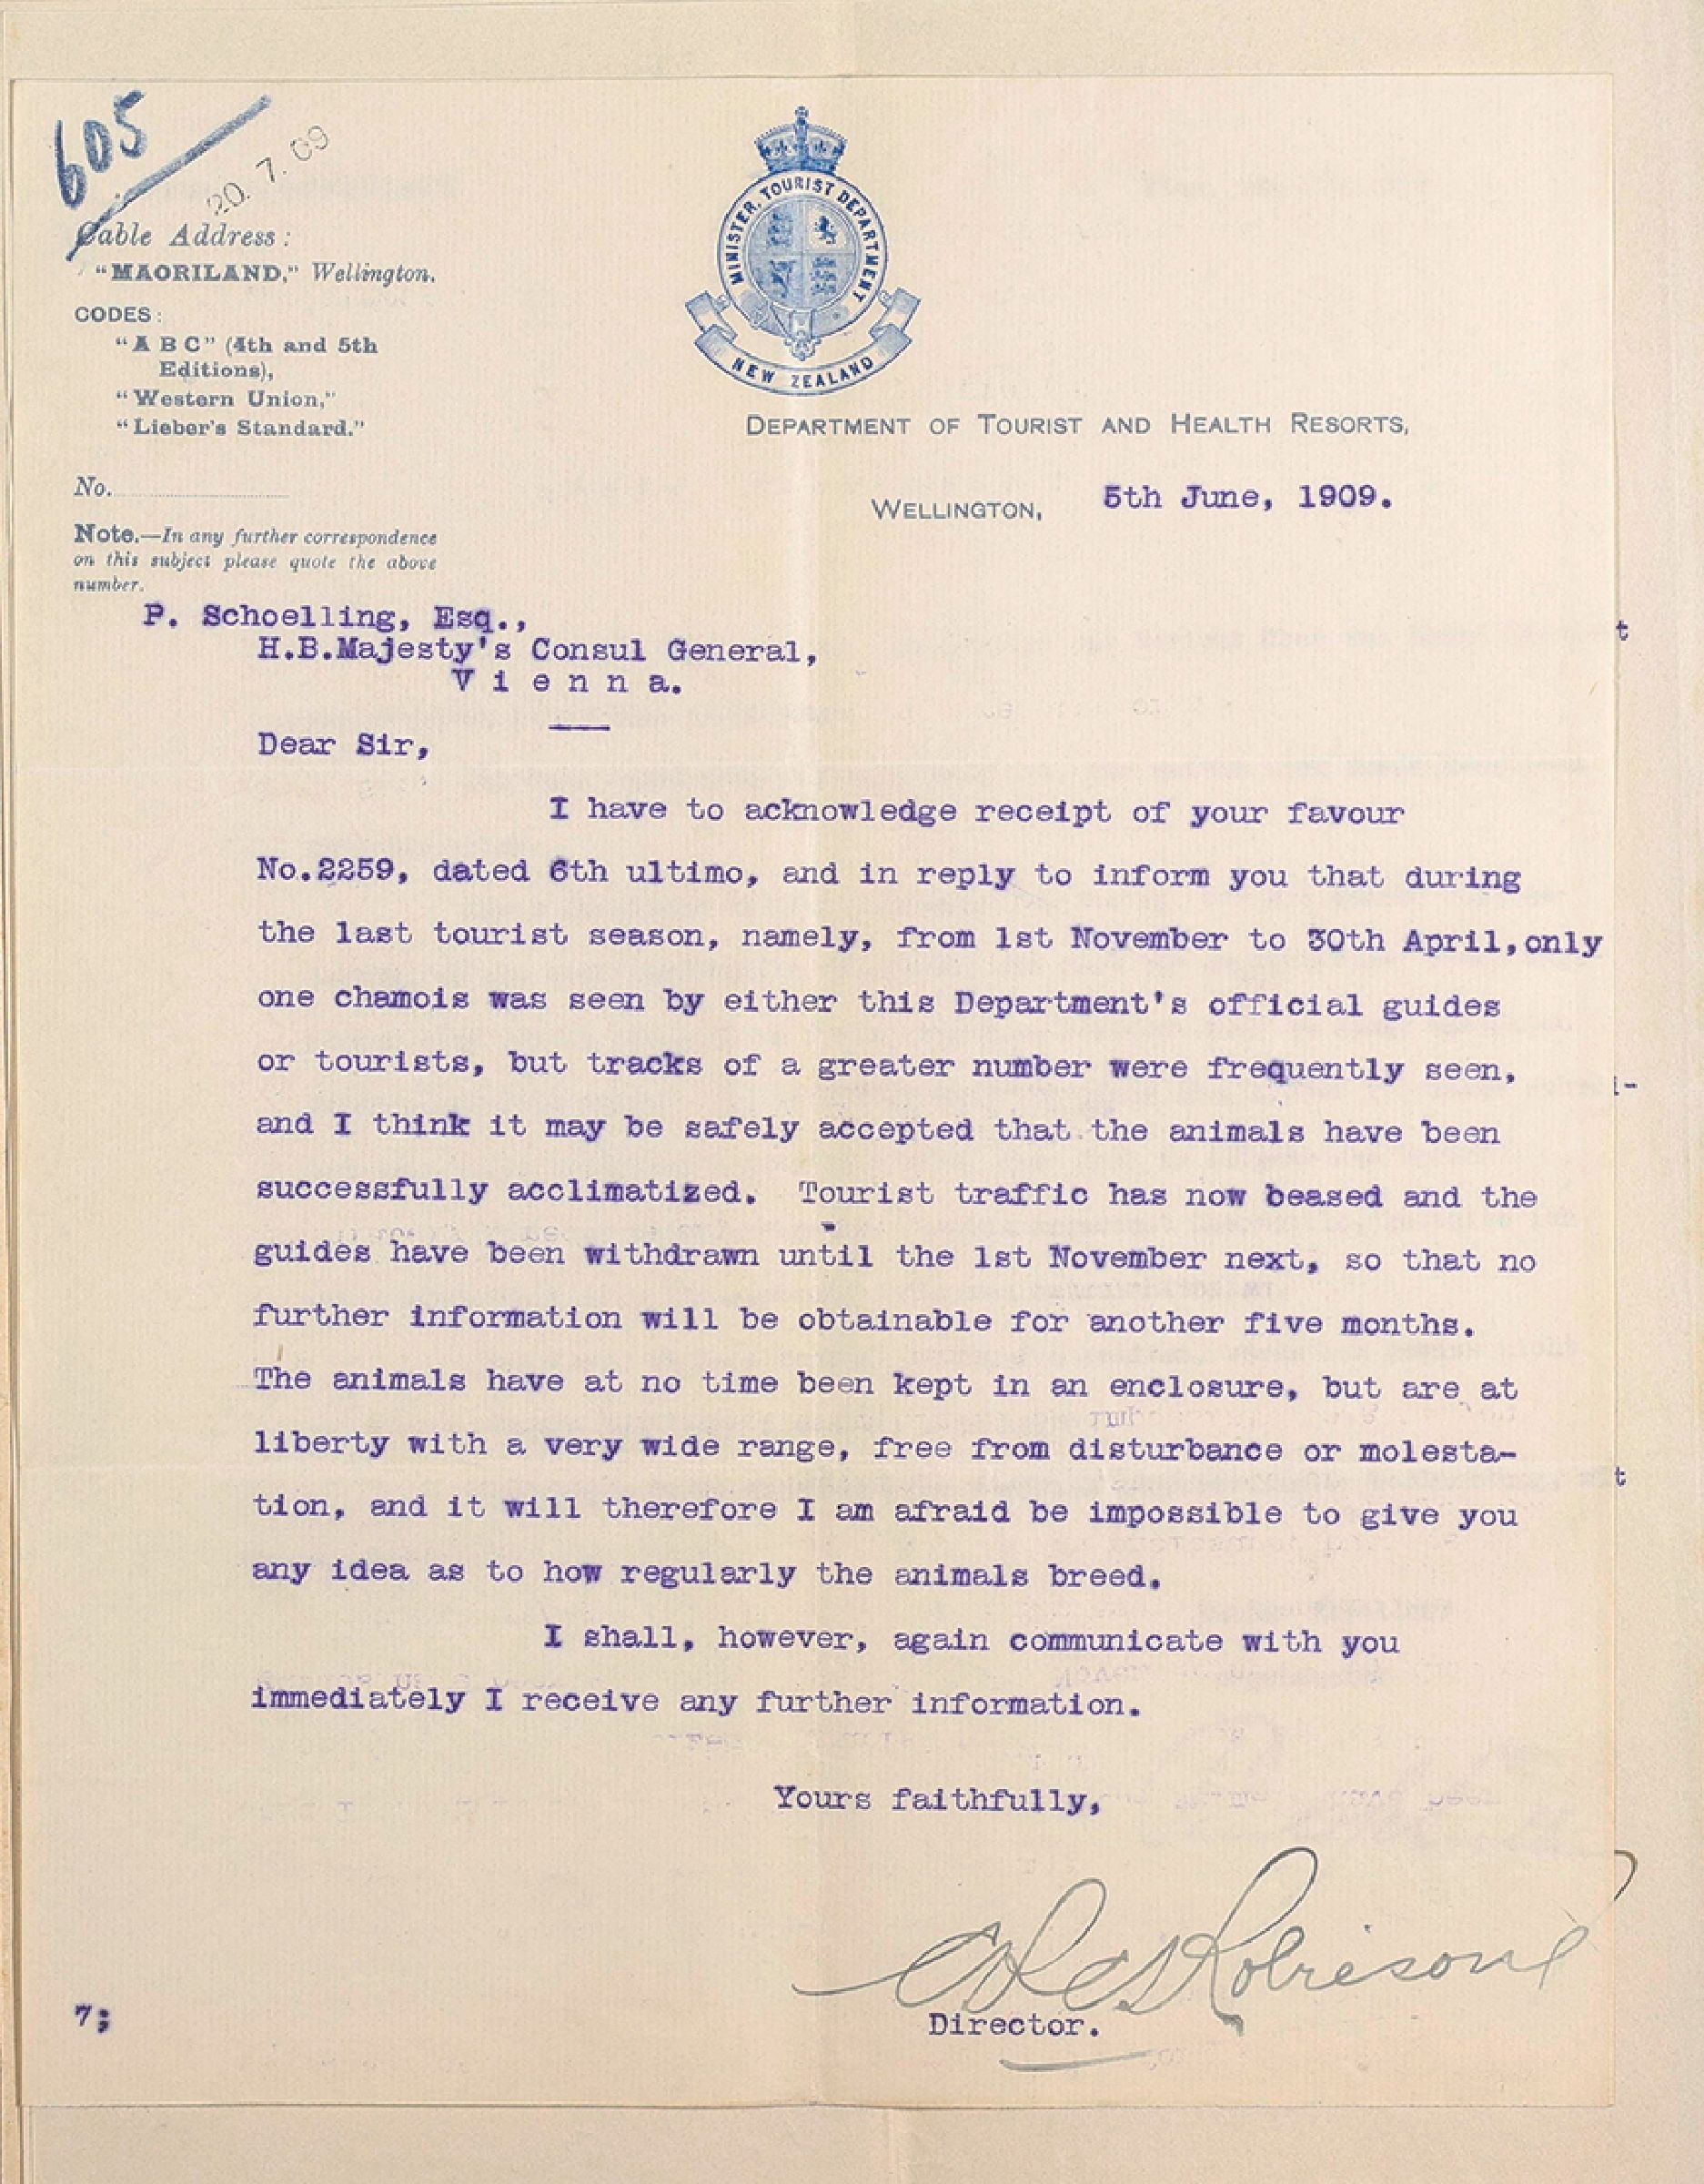 605
20. 7. 09
MINISTER, TOURIST DEPARTMENT
NEW ZEALAND
Cable Address:
"MAORILAND," Wellington.
CODES:
"A B C" (4th and 5th
Editions),
"Western Union,"
"Lieber's Standard."
DEPARTMENT OF TOURIST AND HEALTH RESORTS,
No.
WELLINGTON, 5th June, 1909.
Note.—In any further correspondence
on this subject please quote the above
number.
P. Schoelling, Esq.,
H.B.Majesty's Consul General,
V i e n n a.
Dear Sir,
I have to acknowledge receipt of your favour
No.2259, dated 6th ultimo, and in reply to inform you that during
the last tourist season, namely, from 1st November to 30th April,only
one chamois was seen by either this Department's official guides
or tourists, but tracks of a greater number were frequently seen,
and I think it may be safely accepted that the animals have been
successfully acclimatized. Tourist traffic has now beased and the
guides have been withdrawn until the 1st November next, so that no
further information will be obtainable for another five months.
The animals have at no time been kept in an enclosure, but are at
liberty with a very wide range, free from disturbance or molesta-
tion, and it will therefore I am afraid be impossible to give you
any idea as to how regularly the animals breed.
I shall, however, again communicate with you
immediately I receive any further information.
Yours faithfully,
Robieson
Director.
7;